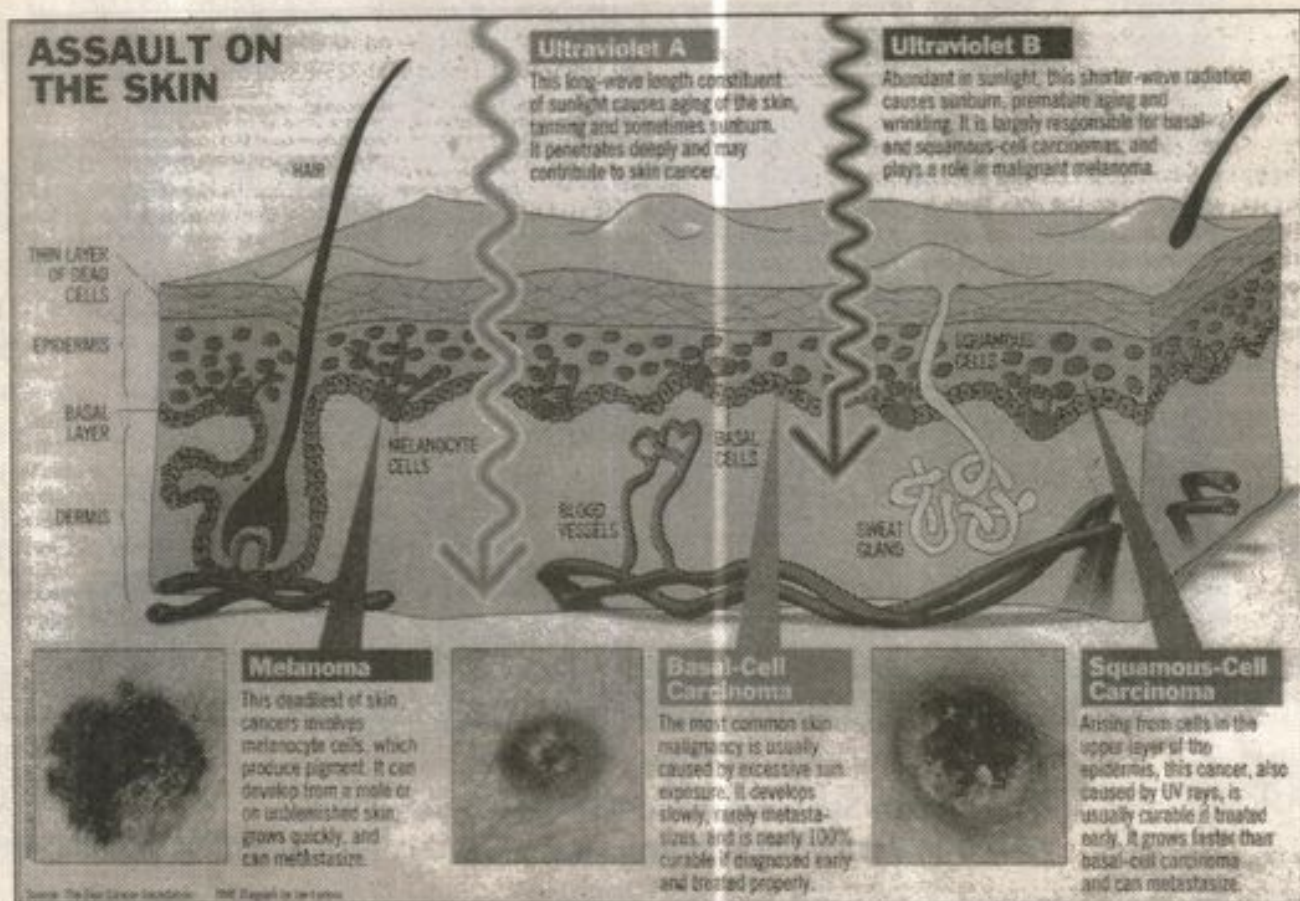 ASSAULT ON
THE SKIN
Ultraviolet A
This long-wave length constituent
of sunlight causes aging of the skin,
tanning and sometimes sunburn.
It penetrates deeply and may
contribute to skin cancer.
Ultraviolet B
Abundant in sunlight, this shorter-wave radiation
causes sunburn, premature aging and
wrinkling. It is largely responsible for basal-
and squamous-cell carcinomas, and
plays a role in malignant melanoma.
HAIR
THIN LAYER
OF DEAD
CELLS
EPIDERMIS
BASAL
LAYER
DERMIS
MELANOCYTE
CELLS
BLOOD
VESSELS
BASAL
CELLS
SQUAMOUS
CELLS
SWEAT
GLAND
Melanoma
This deadliest of skin
cancers involves
melanocyte cells, which
produce pigment. It can
develop from a mole or
on unblemished skin,
grows quickly, and
can metastasize.
Basal-Cell
Carcinoma
The most common skin
malignancy is usually
caused by excessive sun
exposure. It develops
slowly, rarely metasta-
sizes, and is nearly 100%
curable if diagnosed early
and treated properly.
Squamous-Cell
Carcinoma
Arising from cells in the
upper layer of the
epidermis, this cancer, also
caused by UV rays, is
usually curable if treated
early. It grows faster than
basal-cell carcinoma
and can metastasize.
Source: The Skin Cancer Foundation
TIME Diagram by